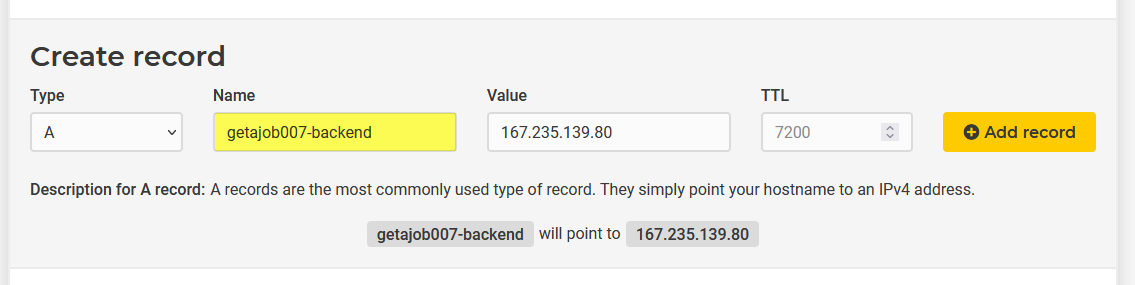 Create record
Type Name Value TTL
A getajob007-backend 167.235.139.80 7200 Add record
Description for A record: A records are the most commonly used type of record. They simply point your hostname to an IPv4 address.
getajob007-backend will point to 167.235.139.80